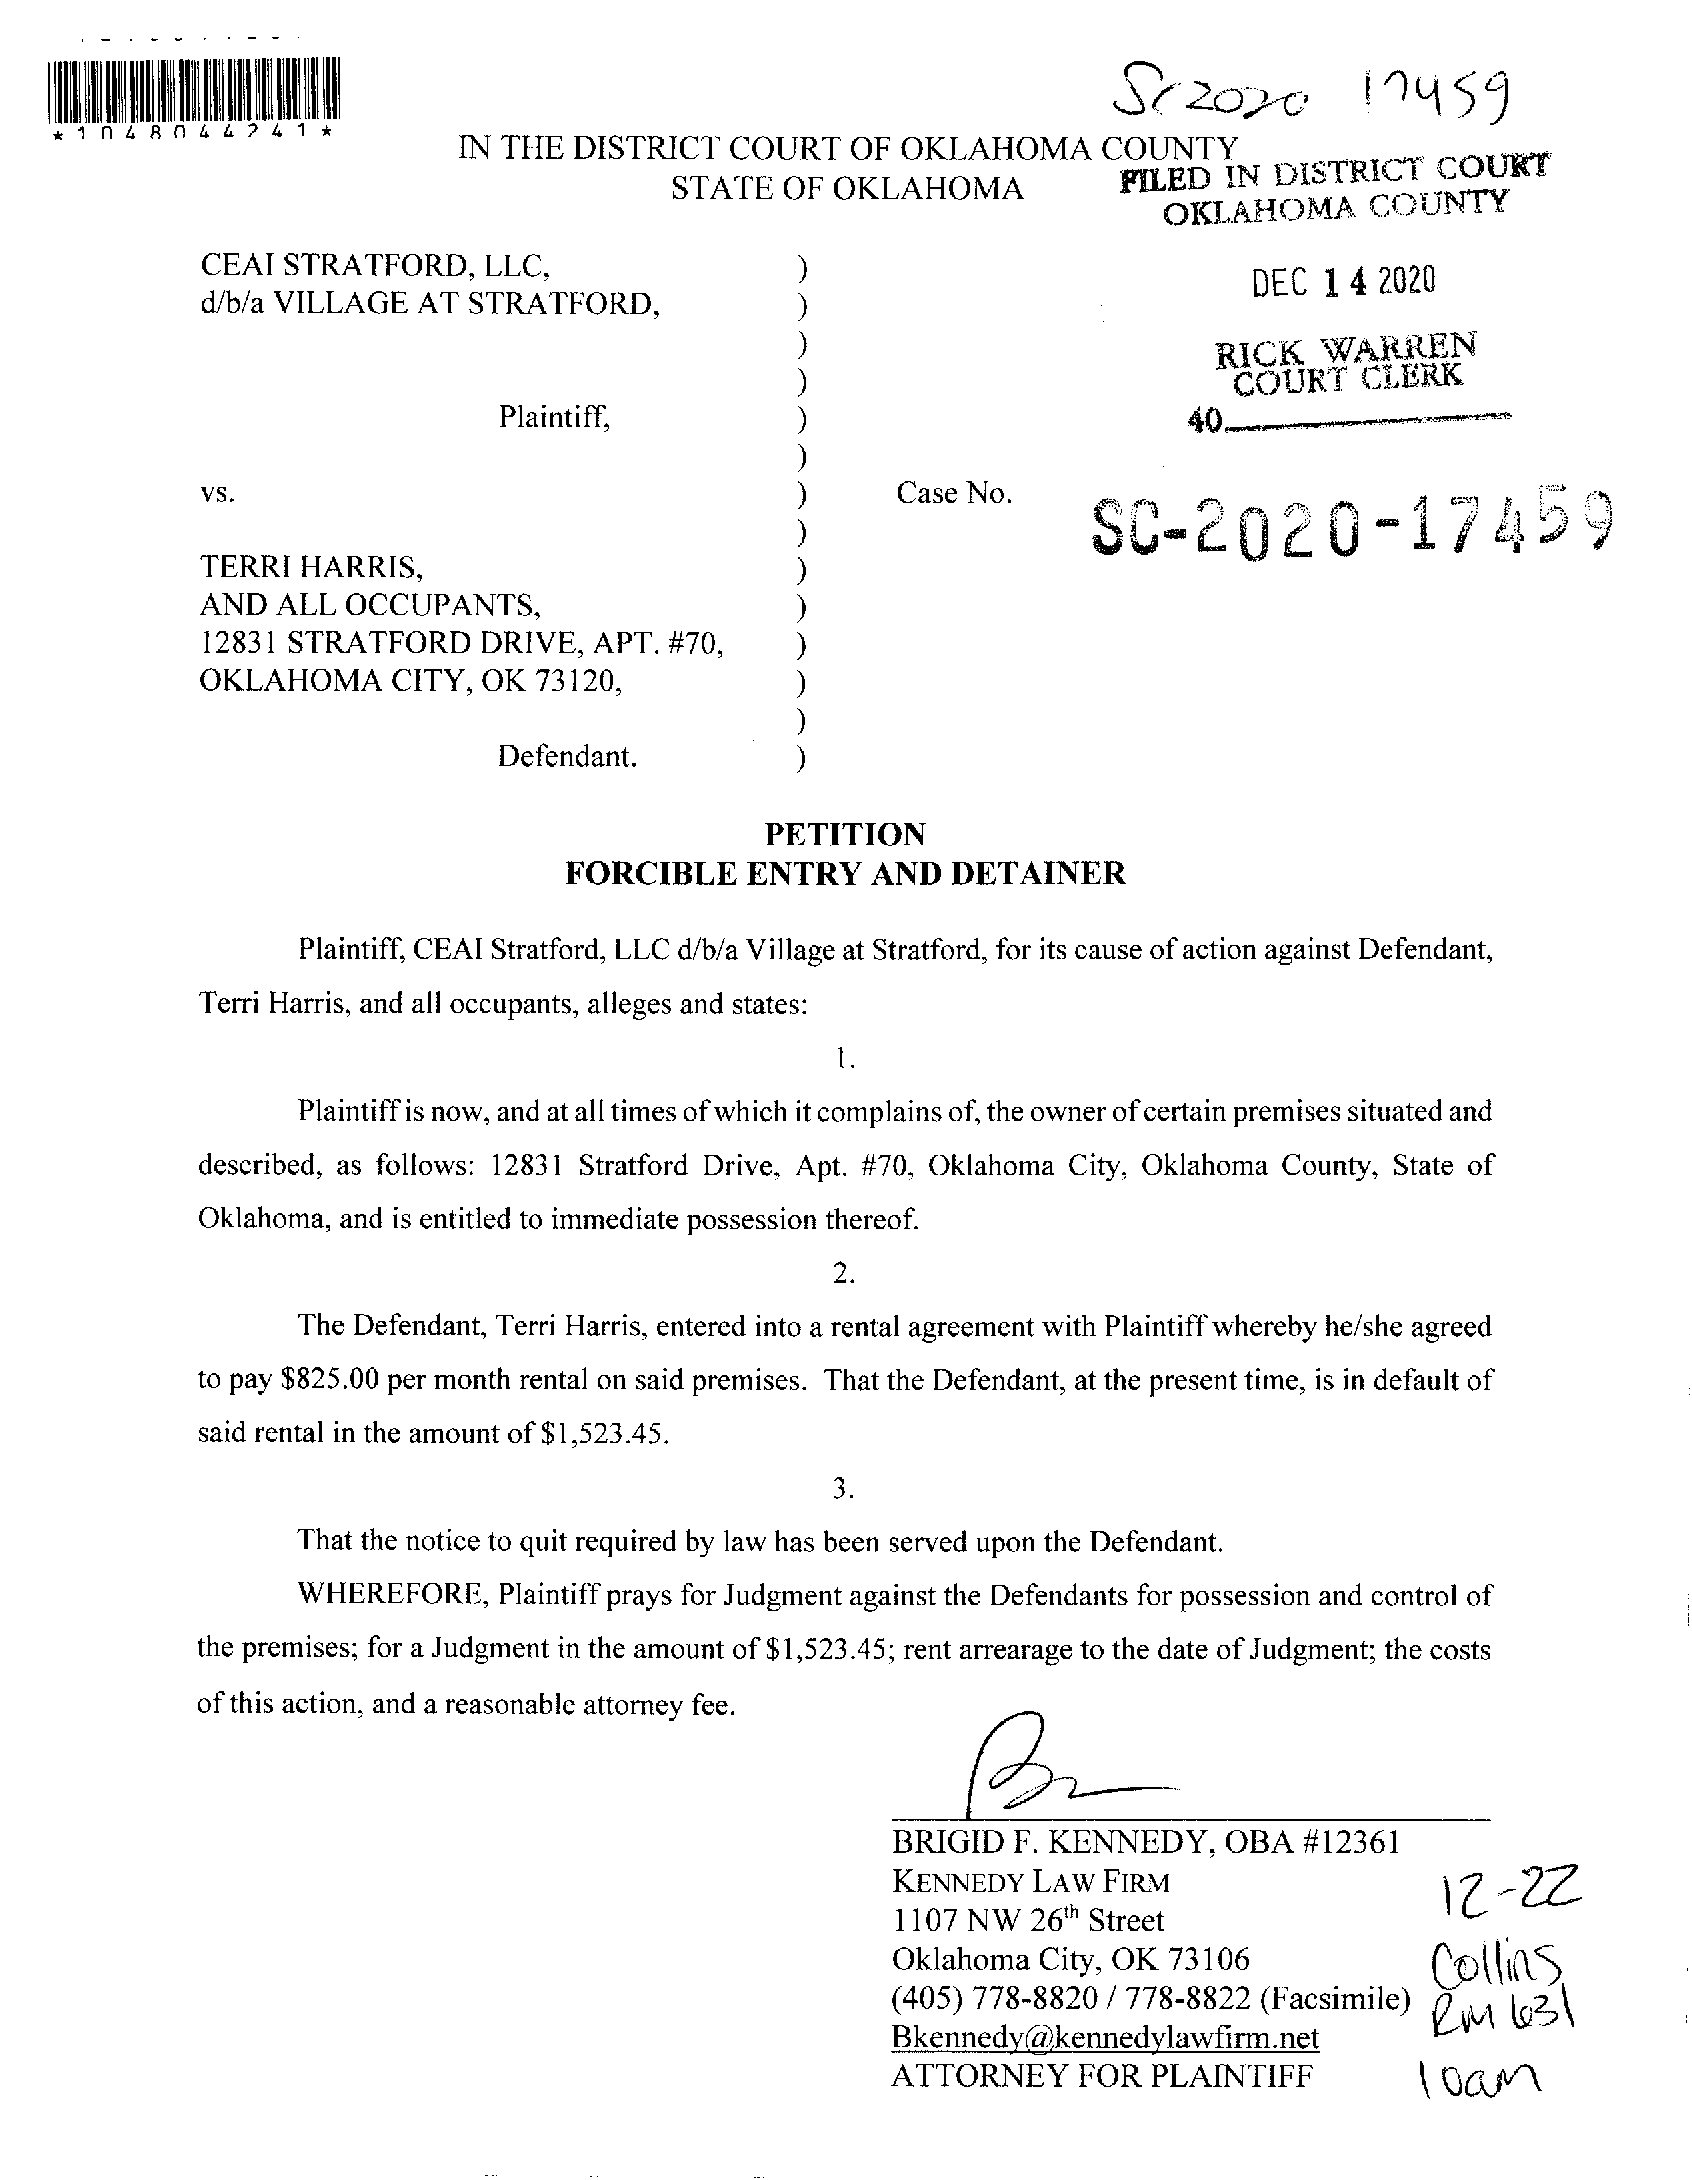 *1048044241*
SC2020 17459
IN THE DISTRICT COURT OF OKLAHOMA COUNTY
STATE OF OKLAHOMA
FILED IN DISTRICT COURT
OKLAHOMA COUNTY
DEC 14 2020
RICK WARREN
COURT CLERK
40
CEAI STRATFORD, LLC, )
d/b/a VILLAGE AT STRATFORD, )
)
)
Plaintiff, )
)
vs. ) Case No. SC-2020-17459
)
TERRI HARRIS, )
AND ALL OCCUPANTS, )
12831 STRATFORD DRIVE, APT. #70, )
OKLAHOMA CITY, OK 73120, )
)
Defendant. )
PETITION
FORCIBLE ENTRY AND DETAINER
Plaintiff, CEAI Stratford, LLC d/b/a Village at Stratford, for its cause of action against Defendant,
Terri Harris, and all occupants, alleges and states:
1.
Plaintiff is now, and at all times of which it complains of, the owner of certain premises situated and
described, as follows: 12831 Stratford Drive, Apt. #70, Oklahoma City, Oklahoma County, State of
Oklahoma, and is entitled to immediate possession thereof.
2.
The Defendant, Terri Harris, entered into a rental agreement with Plaintiff whereby he/she agreed
to pay $825.00 per month rental on said premises. That the Defendant, at the present time, is in default of
said rental in the amount of $1,523.45.
3.
That the notice to quit required by law has been served upon the Defendant.
WHEREFORE, Plaintiff prays for Judgment against the Defendants for possession and control of
the premises; for a Judgment in the amount of $1,523.45; rent arrearage to the date of Judgment; the costs
of this action, and a reasonable attorney fee.
BRIGID F. KENNEDY, OBA #12361
KENNEDY LAW FIRM
1107 NW 26th Street
Oklahoma City, OK 73106
(405) 778-8820 / 778-8822 (Facsimile)
Bkennedy@kennedylawfirm.net
ATTORNEY FOR PLAINTIFF
12-22
Collins
RM 631
10am